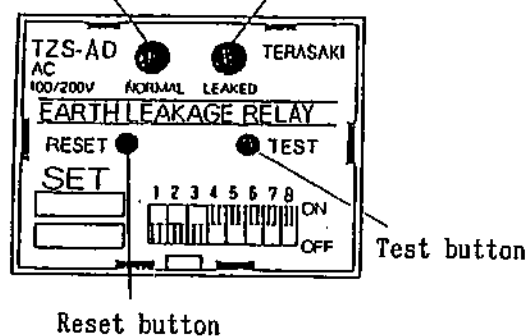 TZS-AD
TERASAKI
AC
100/200V
NORMAL LEAKED
EARTH LEAKAGE RELAY
RESET TEST
SET
1 2 3 4 5 6 7 8
ON
OFF
Test button
Reset button